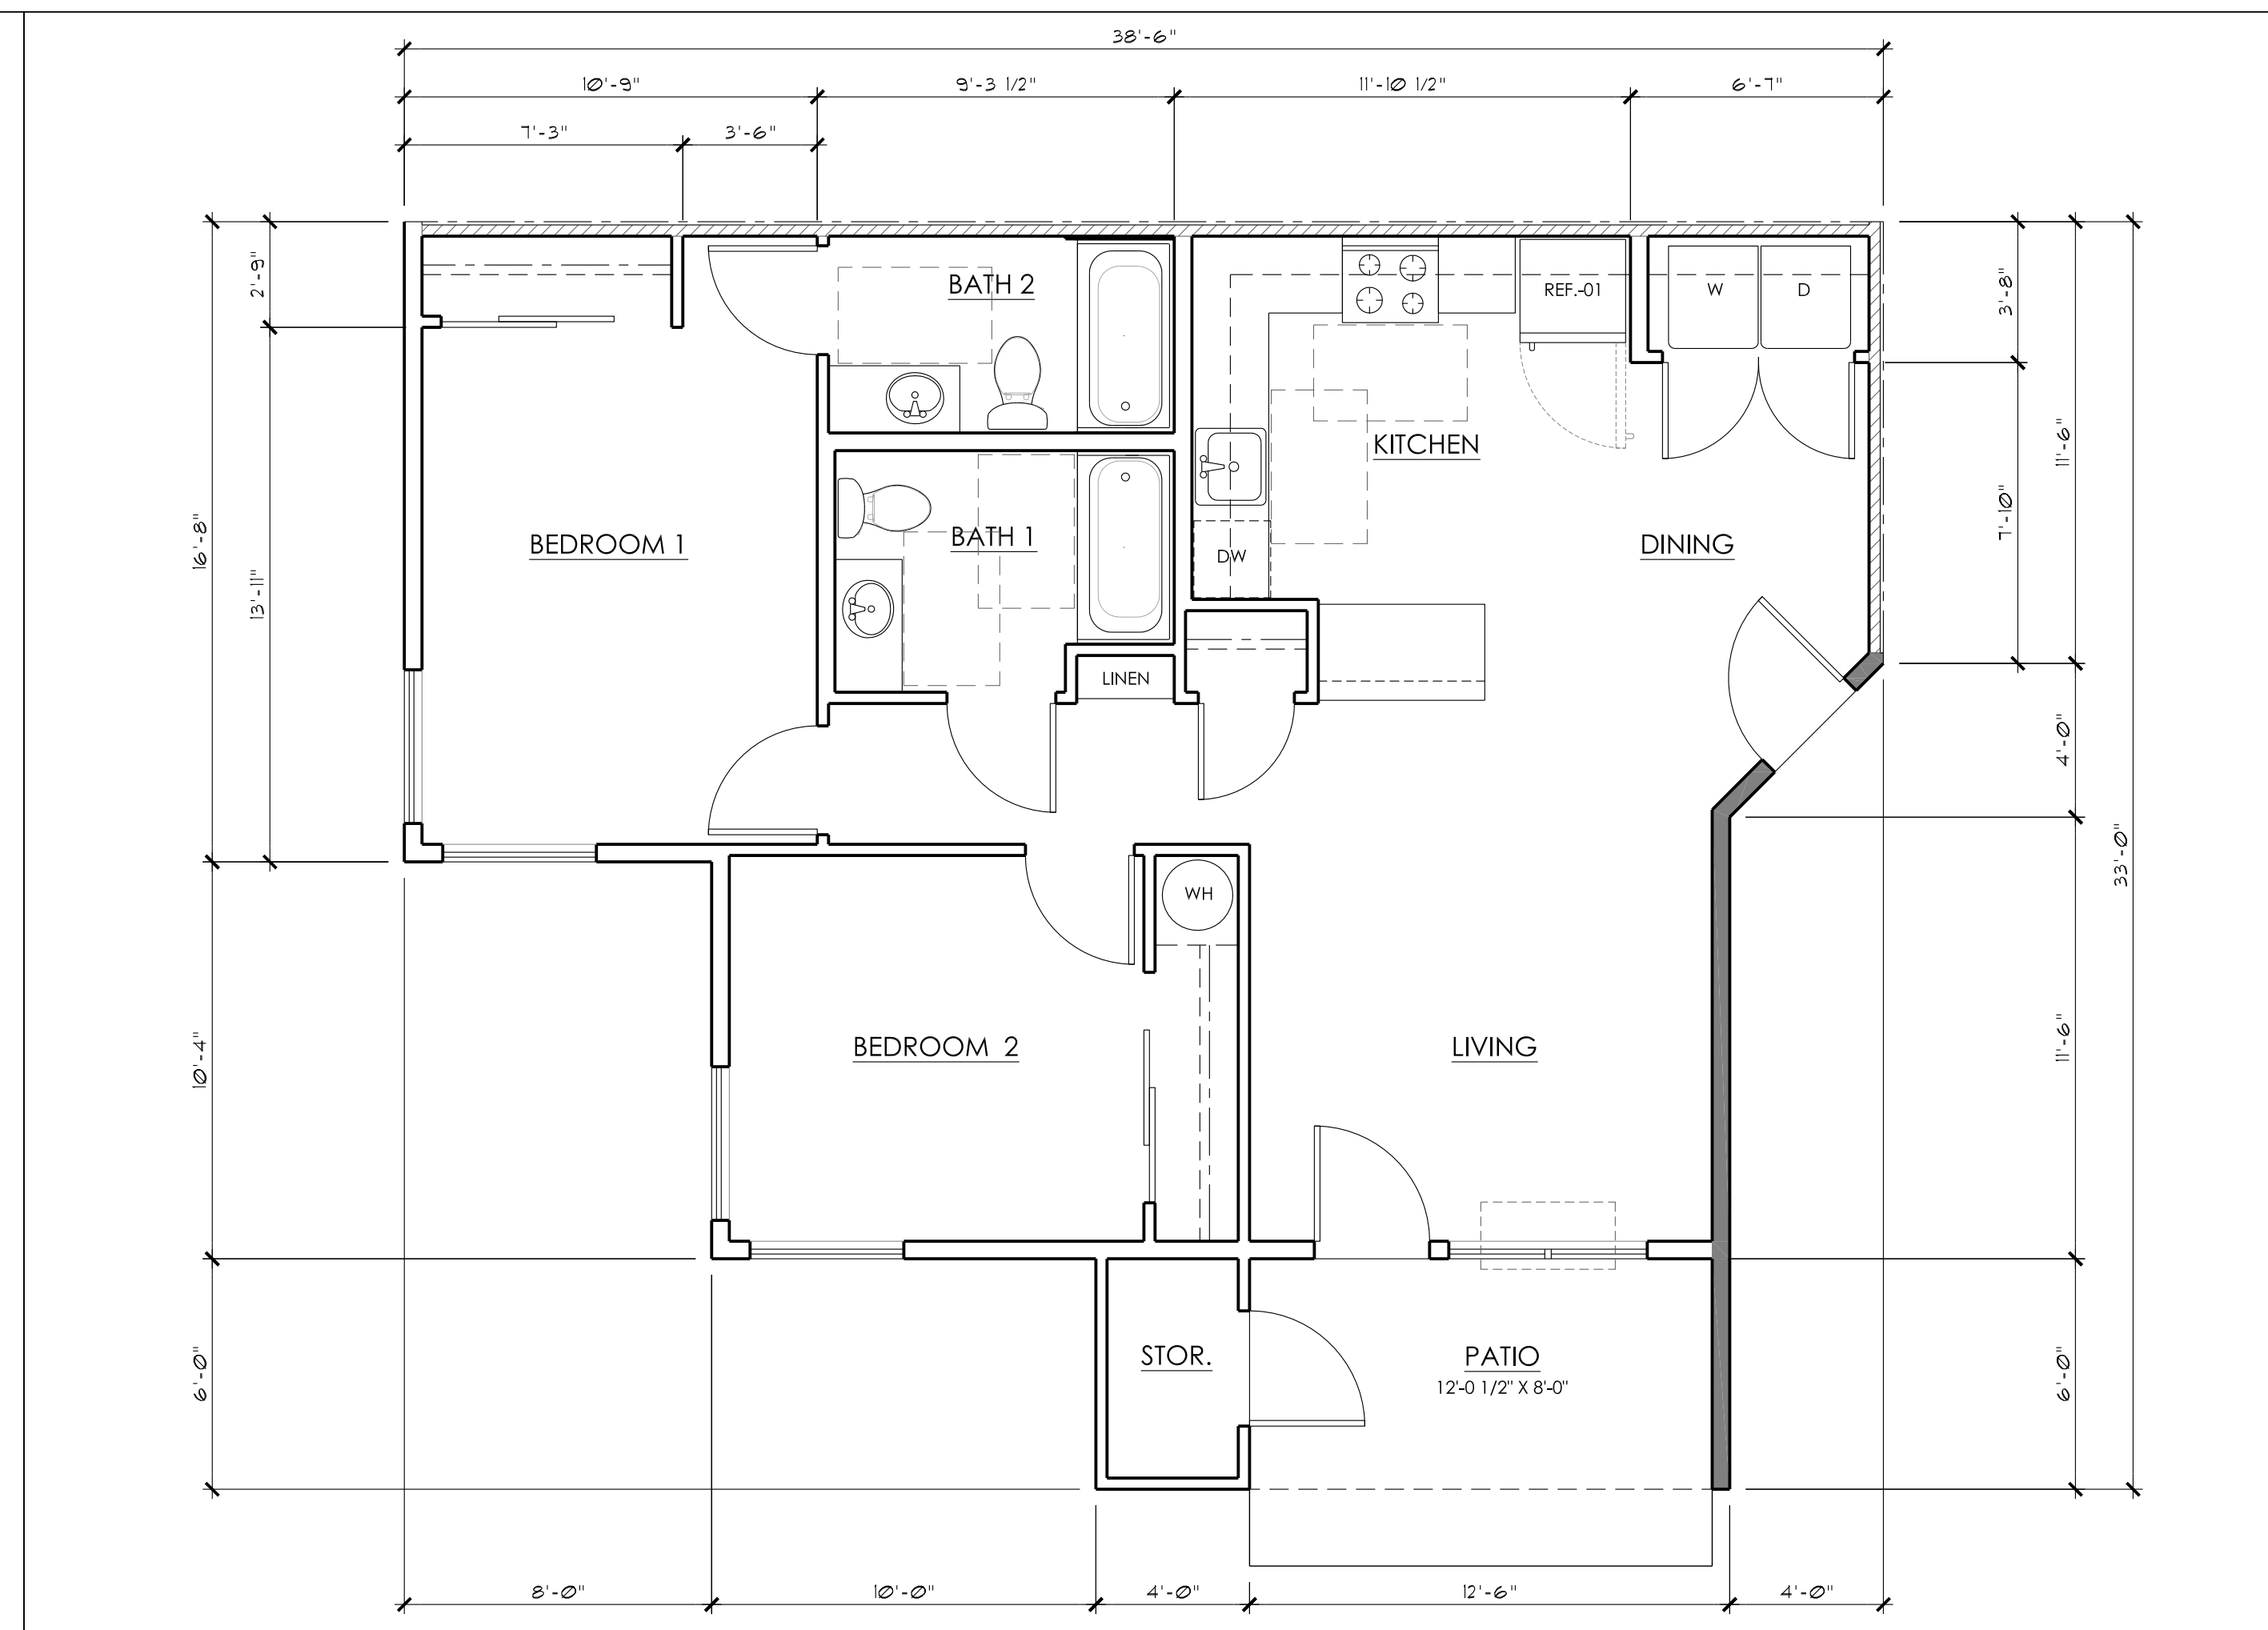 38'-6"
10'-9"
9'-3 1/2"
11'-10 1/2"
6'-7"
7'-3"
3'-6"
2'-9"
16'-8"
13'-11"
10'-4"
6'-0"
BATH 2
REF.-01
W
D
KITCHEN
BEDROOM 1
BATH 1
DW
DINING
LINEN
WH
BEDROOM 2
LIVING
STOR.
PATIO
12'-0 1/2" X 8'-0"
3'-8"
11'-6"
7'-10"
4'-0"
33'-0"
11'-6"
6'-0"
8'-0"
10'-0"
4'-0"
12'-6"
4'-0"